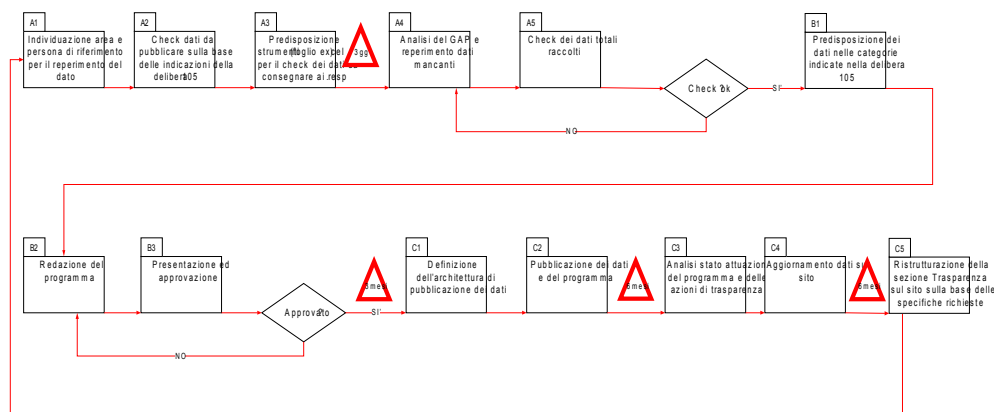 A1
Individuazione area e
persona di riferimento
per il reperimento del
dato
A2
Check dati da
pubblicare sulla base
delle indicazioni della
delibera 105
A3
Predisposizione
strumento (foglio excel
per il check dei dati da
consegnare ai resp.
3gg
A4
Analisi del GAP e
reperimento dati
mancanti
A5
Check dei dati totali
raccolti
Check ok?
SI'
NO
B1
Predisposizione dei
dati nelle categorie
indicate nella delibera
105
B2
Redazione del
programma
B3
Presentazione ed
approvazione
Approvato?
SI'
NO
C1
Definizione
dell'architettura di
pubblicazione dei dati
C2
Pubblicazione dei dati
e del programma
C3
Analisi stato attuazion
del programma e delle
azioni di trasparenza
C4
Aggiornamento dati su
sito
C5
Ristrutturazione della
sezione Trasparenza
sul sito sulla base delle
specifiche richieste